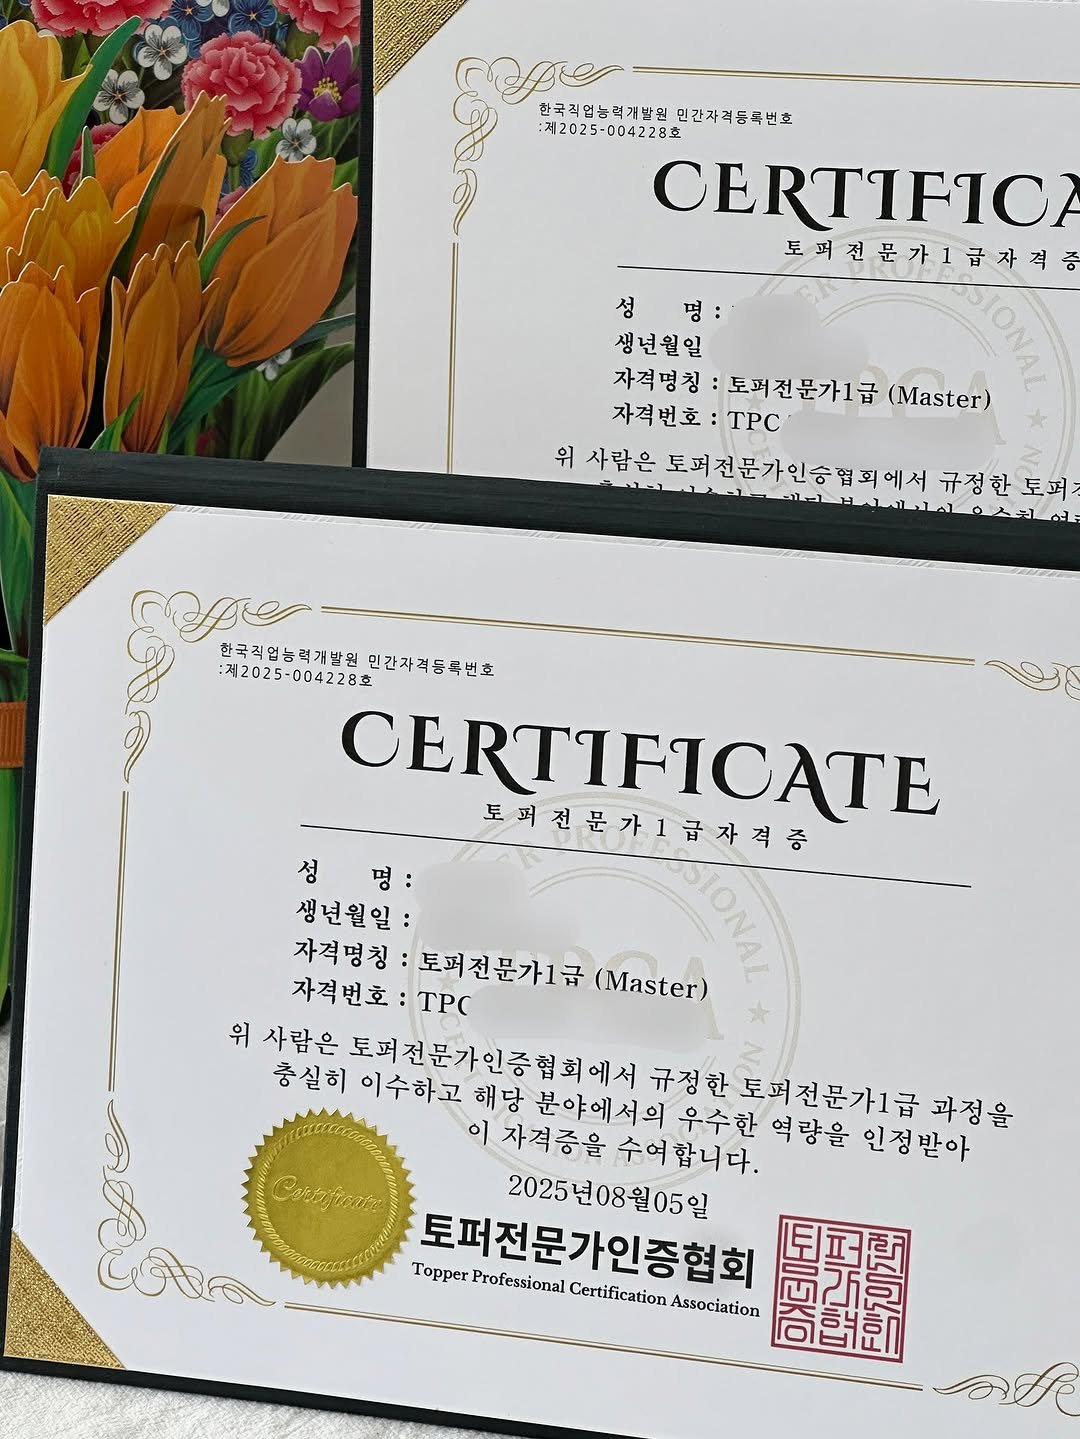 한국직업능력개발원 민간자격등록번호
:제2025-004228호
토퍼전문가1급자격증
성 명 :
생년월일
자격명칭 : 토퍼전문가1급 (Master)
자격번호 : TPC
위 사람은 토퍼전문가인증협회에서 규정한
한국직업능력개발원 민간자격등록번호
:제2025-004228호
CERTIFICATE
토퍼전문가1급자격증
PROFESSIONAL
성 명 :
생년월일 :
자격명칭 : 토퍼전문가1급 (Master)
자격번호 : TPC
위 사람은 토퍼전문가인증협회에서 규정한 토퍼전문가1급 과정을
충실히 이수하고 해당 분야에서의 우수한 역량을 인정받아
이 자격증을 수여합니다.
2025년08월05일
Certificate
토퍼전문가인증협회
Topper Professional Certification Association